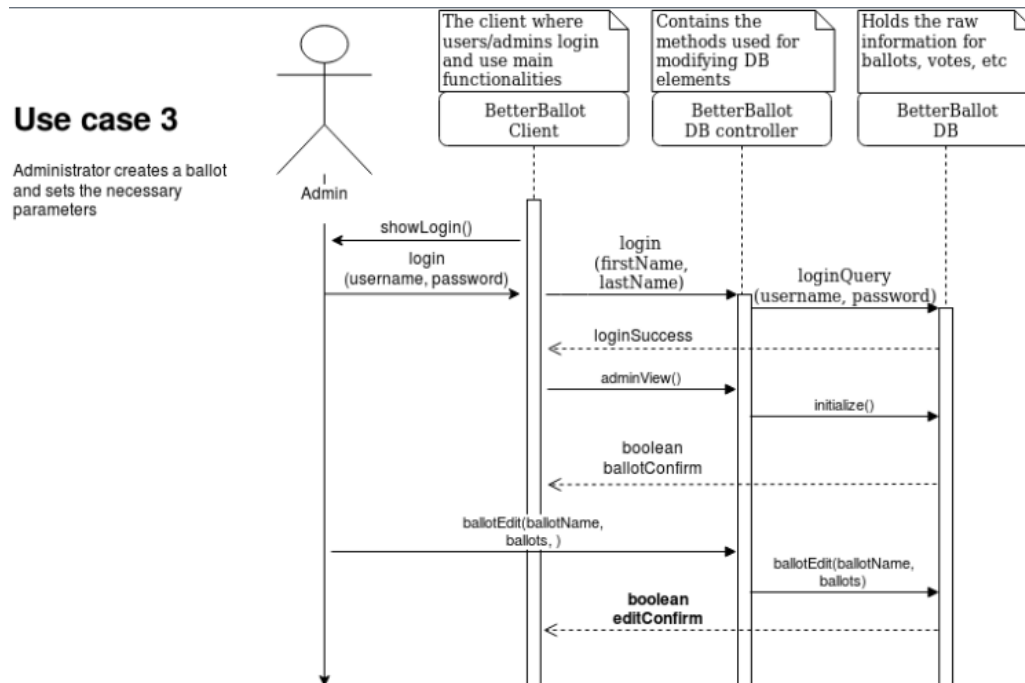 The client where
users/admins login
and use main
functionalities
Contains the
methods used for
modifying DB
elements
Holds the raw
information for
ballots, votes, etc
BetterBallot
Client
BetterBallot
DB controller
BetterBallot
DB
Use case 3
Administrator creates a ballot
and sets the necessary
parameters
Admin
showLogin()
login
(username, password)
login
(firstName,
lastName)
loginQuery
(username, password)
loginSuccess
adminView()
initialize()
boolean
ballotConfirm
ballotEdit(ballotName,
ballots, )
ballotEdit(ballotName,
ballots)
boolean
editConfirm